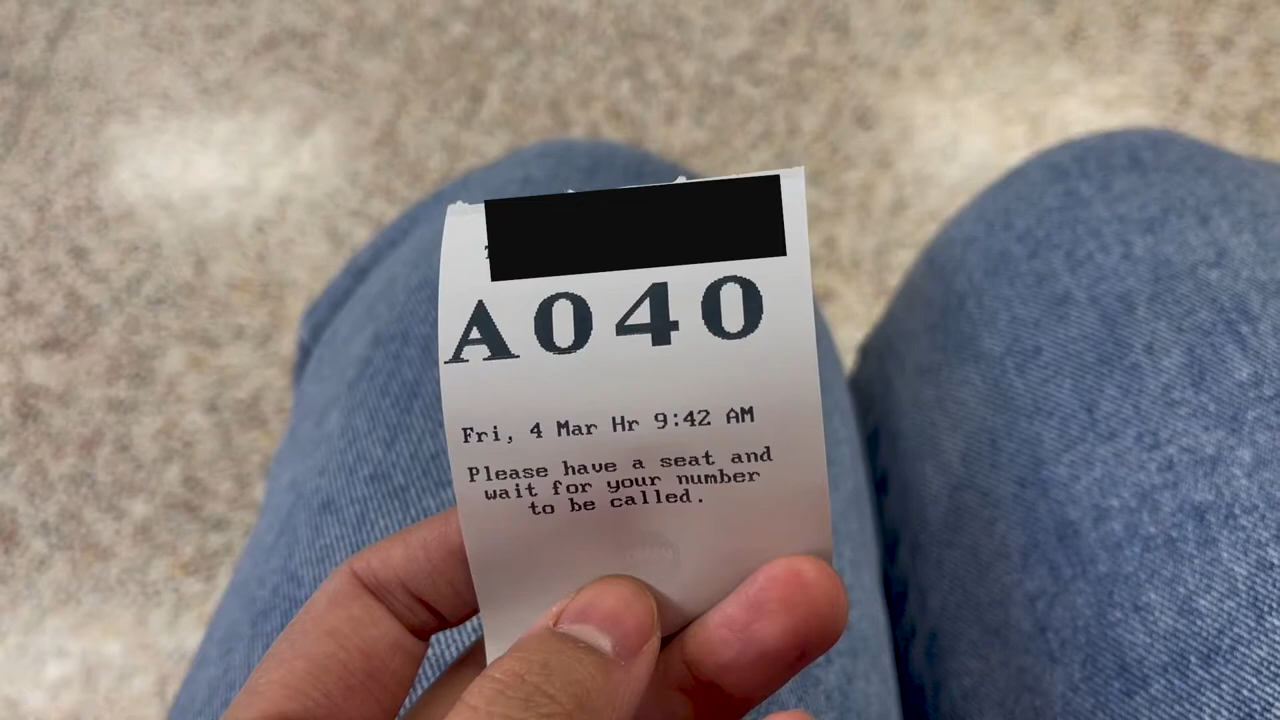 A040
Fri, 4 Mar Hr 9:42 AM
Please have a seat and
wait for your number
to be called.